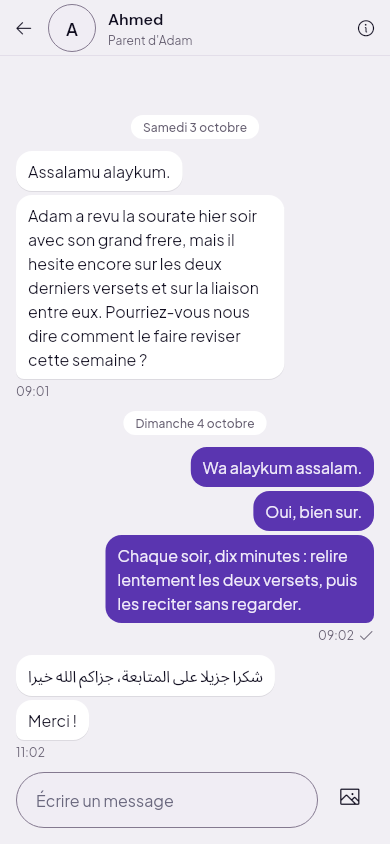 Ahmed
A
Parent d'Adam
Samedi 3 octobre
Assalamu alaykum.
Adam a revu la sourate hier soir
avec son grand frere, mais il
hesite encore sur les deux
derniers versets et sur la liaison
entre eux. Pourriez-vous nous
dire comment le faire reviser
cette semaine ?
09:01
Dimanche 4 octobre
Wa alaykum assalam.
Oui, bien sur.
Chaque soir, dix minutes : relire
lentement les deux versets, puis
les reciter sans regarder.
09:02
شكرا جزيلا على المتابعة، جزاكم الله خيرا
Merci !
11:02
Écrire un message